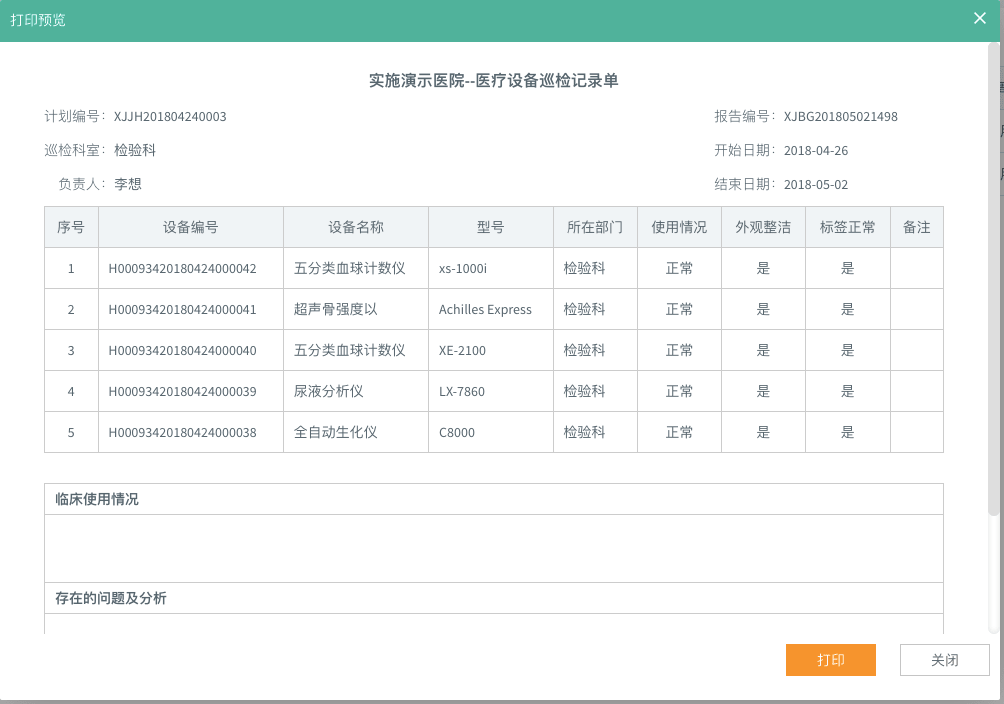 打印预览
实施演示医院--医疗设备巡检记录单
计划编号： XJJH201804240003 报告编号： XJBG201805021498
巡检科室： 检验科 开始日期： 2018-04-26
负责人： 李想 结束日期： 2018-05-02
序号 设备编号 设备名称 型号 所在部门 使用情况 外观整洁 标签正常 备注
1 H00093420180424000042 五分类血球计数仪 xs-1000i 检验科 正常 是 是
2 H00093420180424000041 超声骨强度以 Achilles Express 检验科 正常 是 是
3 H00093420180424000040 五分类血球计数仪 XE-2100 检验科 正常 是 是
4 H00093420180424000039 尿液分析仪 LX-7860 检验科 正常 是 是
5 H00093420180424000038 全自动生化仪 C8000 检验科 正常 是 是
临床使用情况
存在的问题及分析
打印 关闭